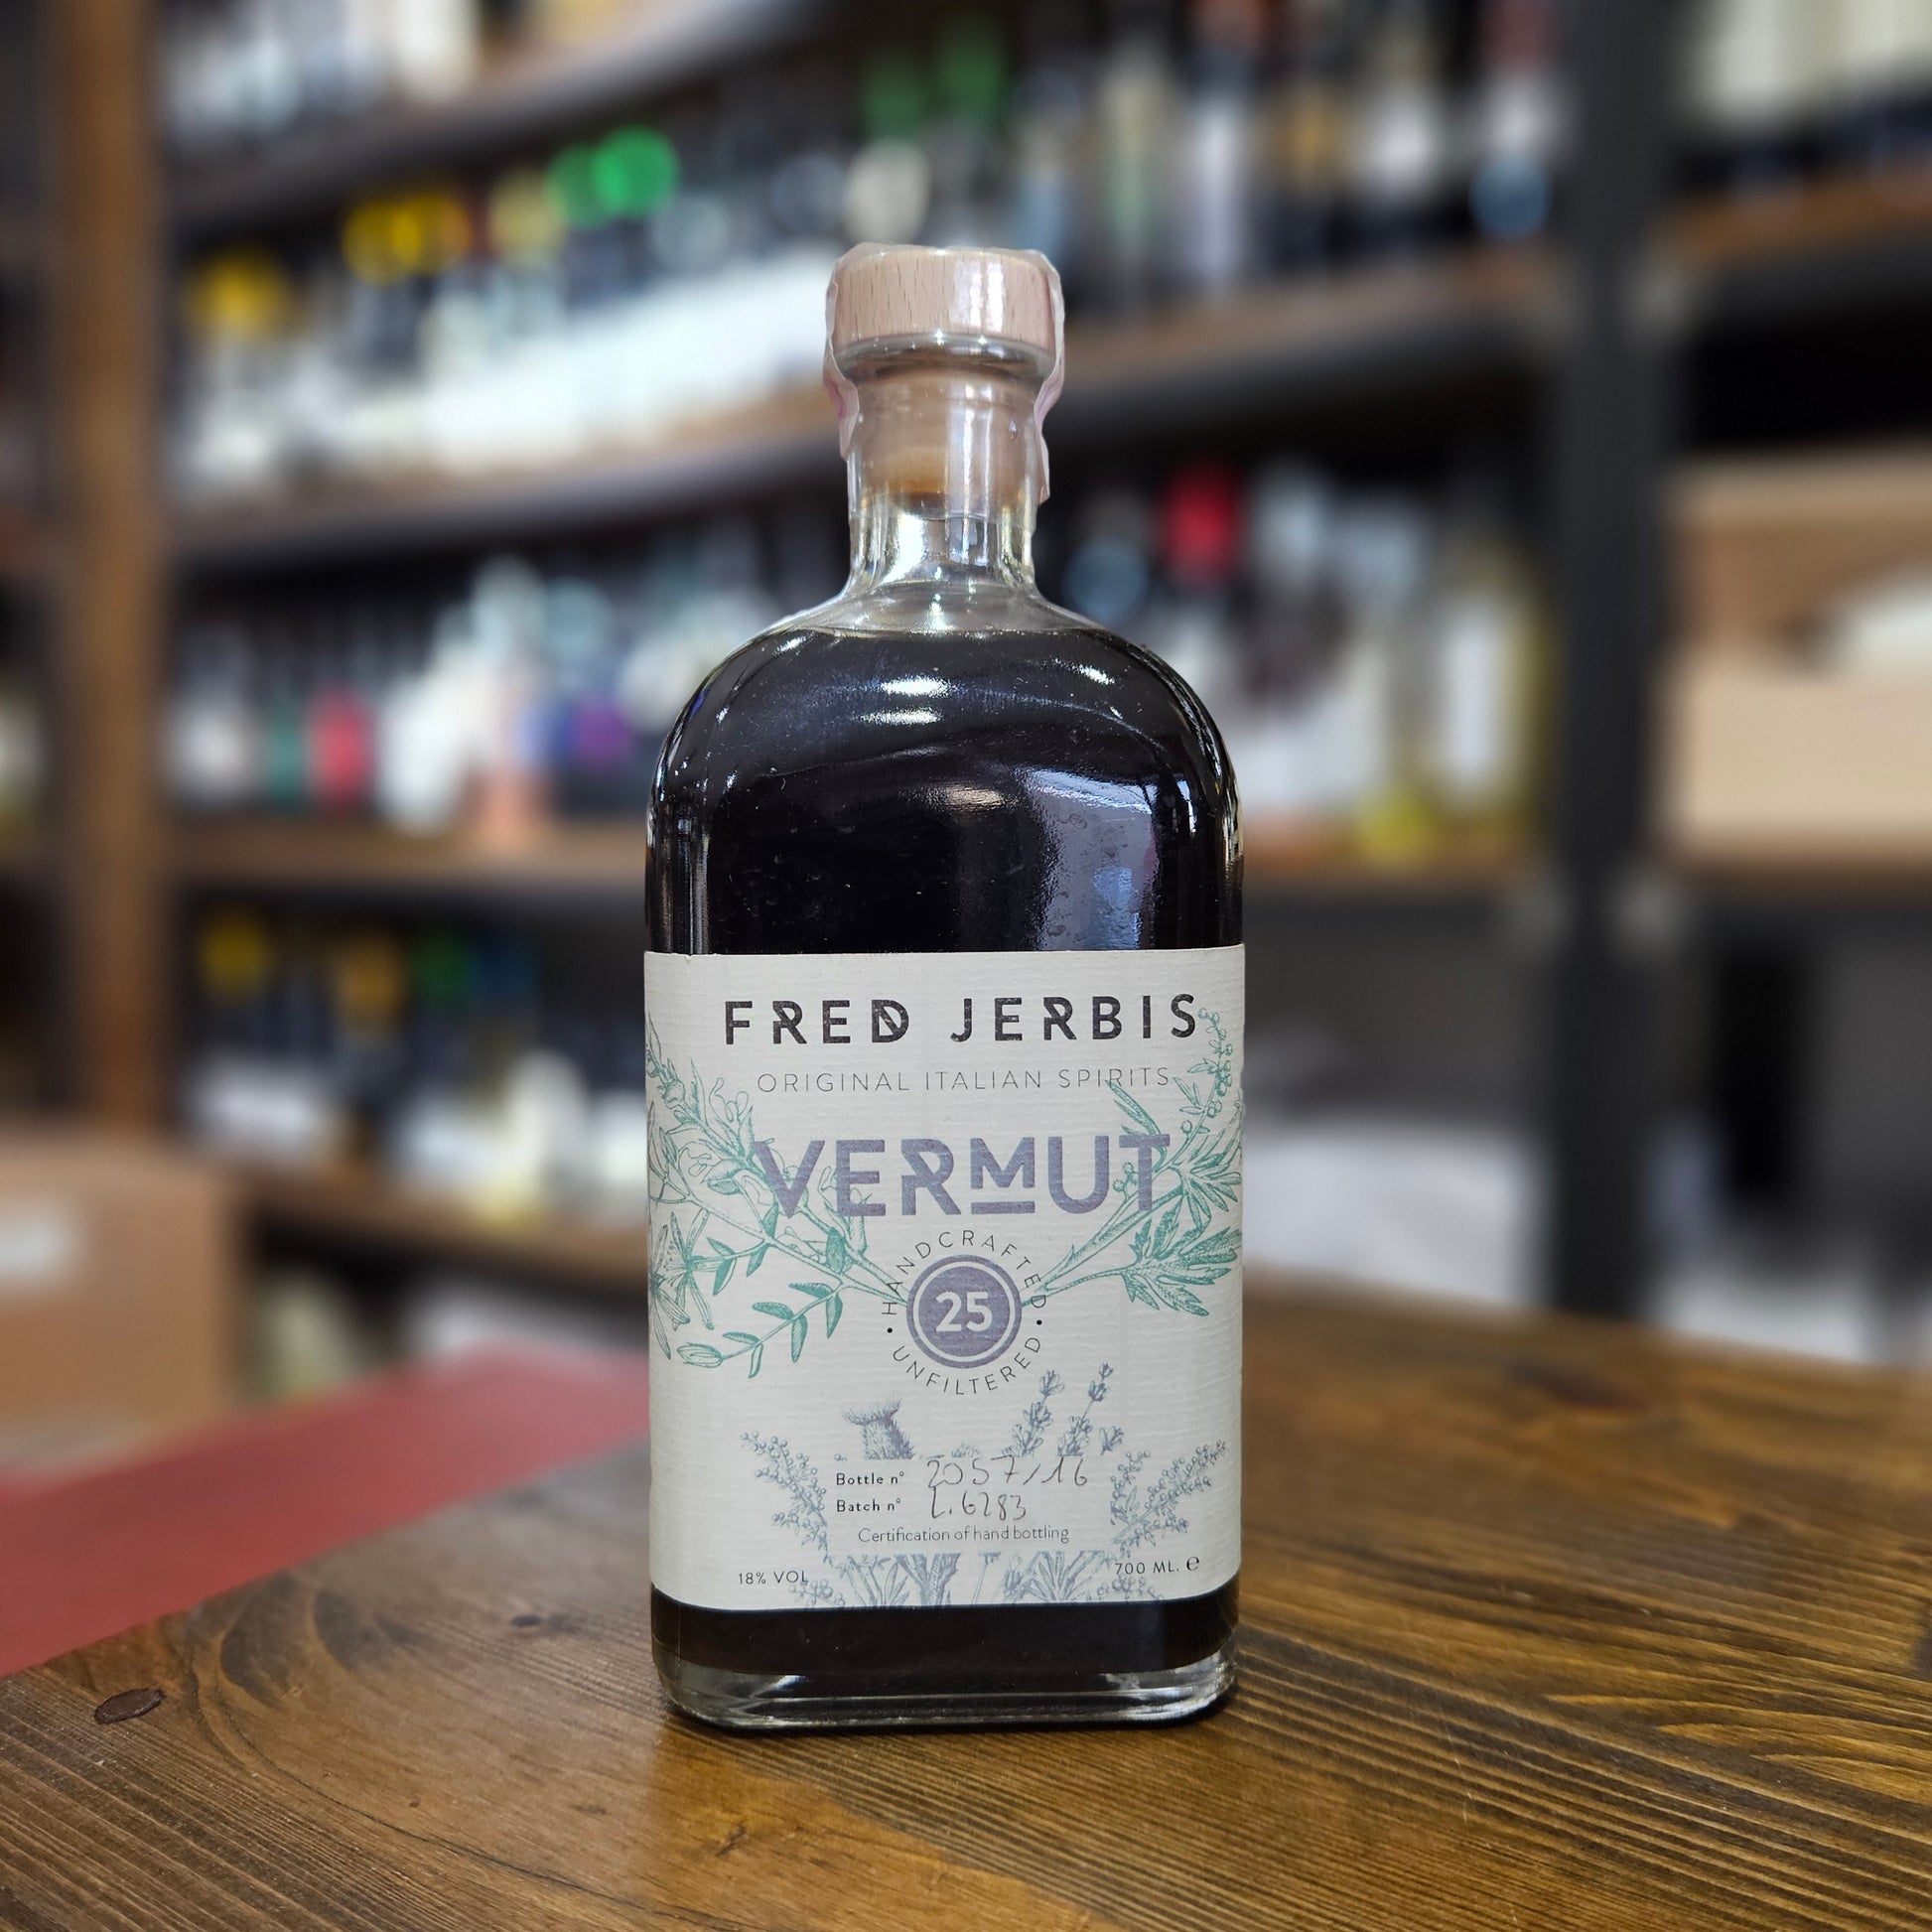 FRED JERBIS
ORIGINAL ITALIAN SPIRITS
VERMUT
HANDCRAFTED
25
• UNFILTERED •
Bottle n° 2057/16
Batch n° L.6283
Certification of hand bottling
18% VOL
700 ML. e